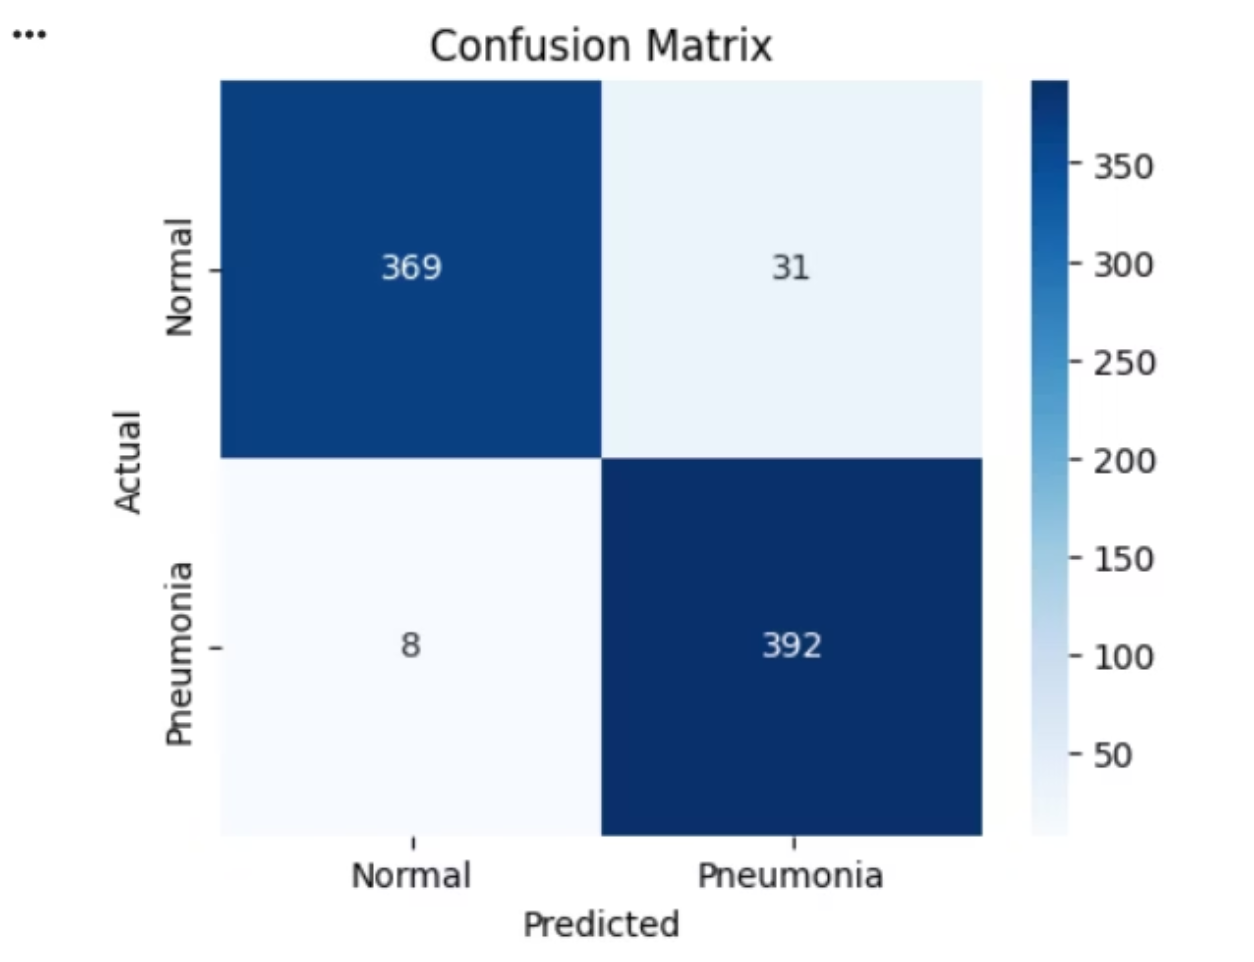 Confusion Matrix
Normal
369
31
Actual
Pneumonia
8
392
Normal
Pneumonia
Predicted
350
300
250
200
150
100
50